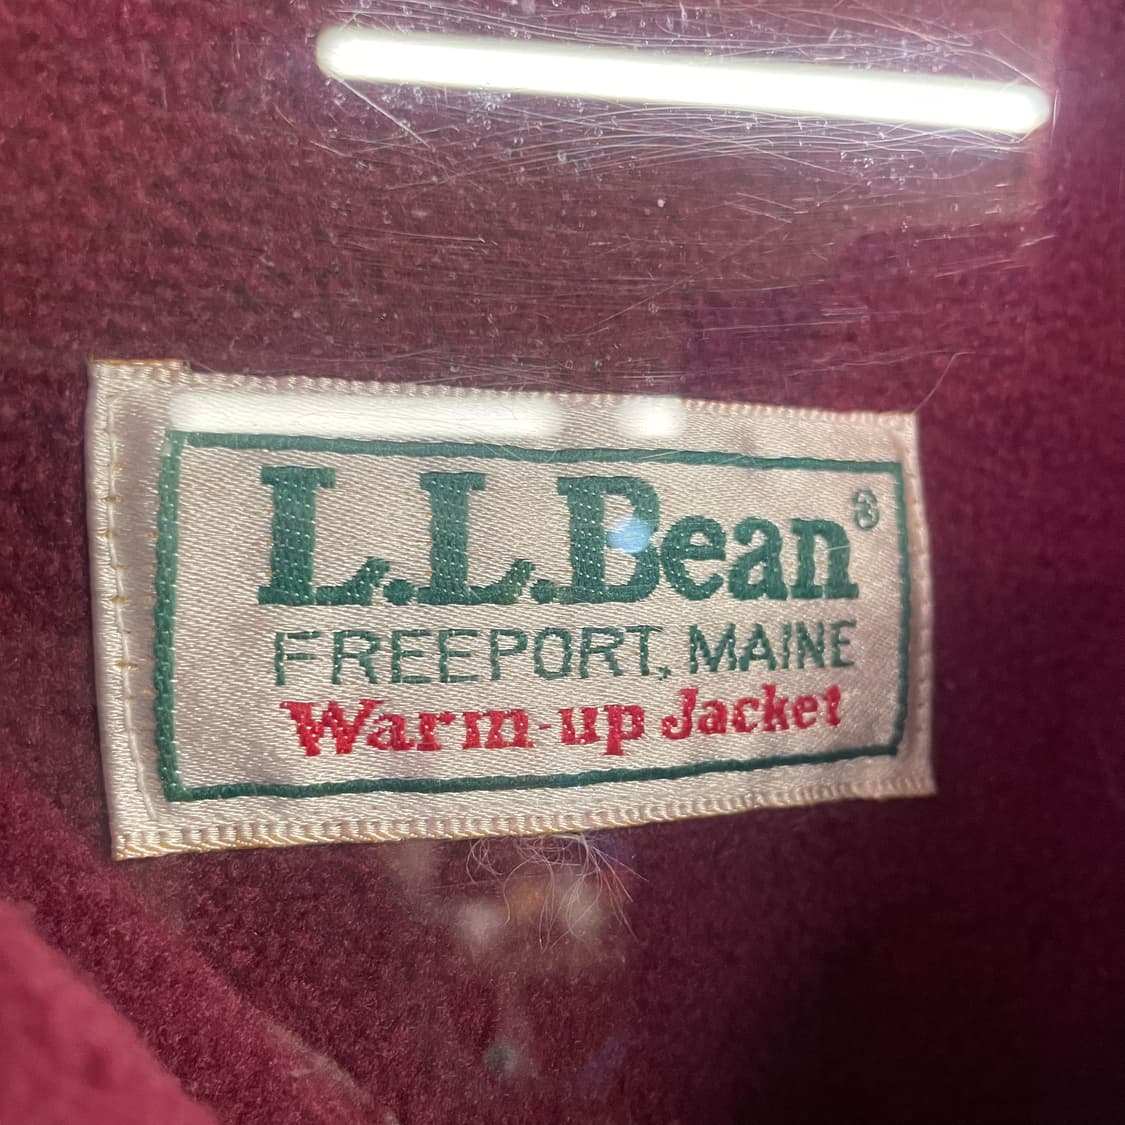 L.L.Bean®
FREEPORT, MAINE
Warm-up Jacket